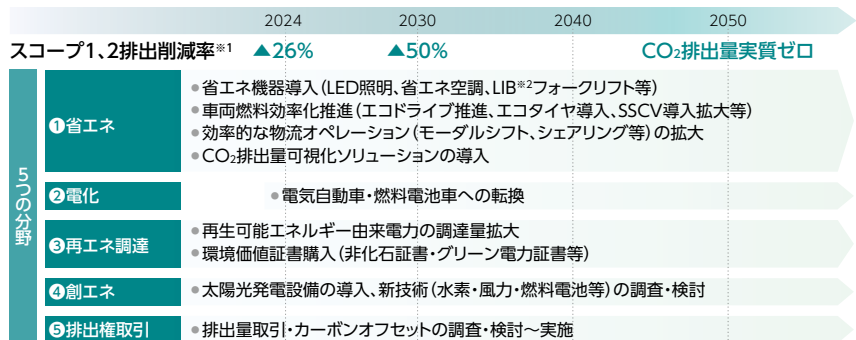 2024 2030 2040 2050
スコープ1、2排出削減率※1 ▲26% ▲50% CO2排出量実質ゼロ
5つの分野
❶省エネ
●省エネ機器導入（LED照明、省エネ空調、LIB※2フォークリフト等）
●車両燃料効率化推進（エコドライブ推進、エコタイヤ導入、SSCV導入拡大等）
●効率的な物流オペレーション（モーダルシフト、シェアリング等）の拡大
●CO2排出量可視化ソリューションの導入
❷電化
●電気自動車・燃料電池車への転換
❸再エネ調達
●再生可能エネルギー由来電力の調達量拡大
●環境価値証書購入（非化石証書・グリーン電力証書等）
❹創エネ
●太陽光発電設備の導入、新技術（水素・風力・燃料電池等）の調査・検討
❺排出権取引
●排出量取引・カーボンオフセットの調査・検討～実施